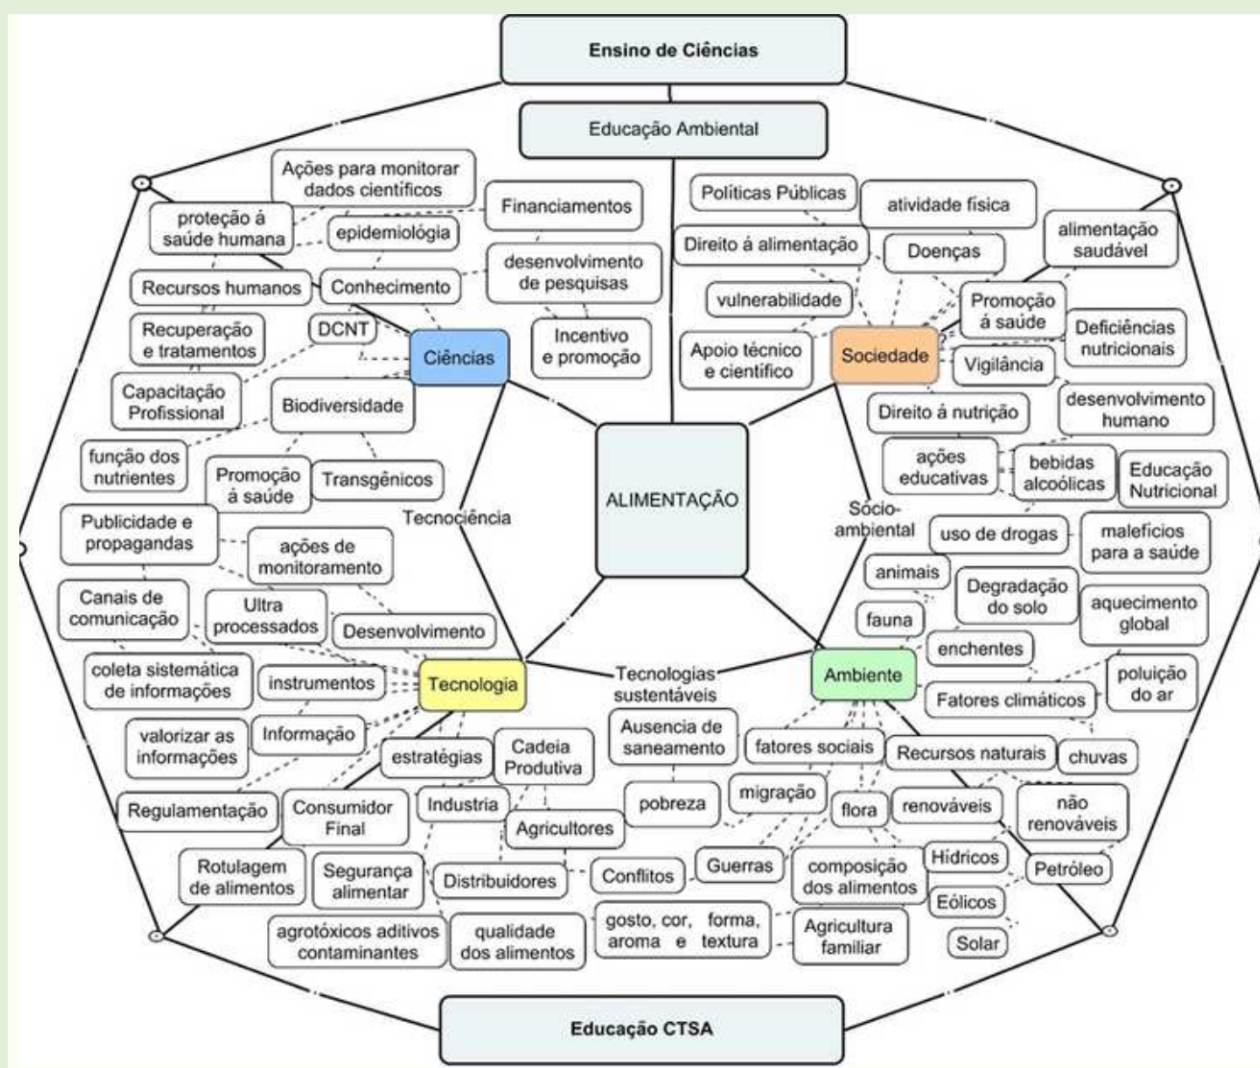 Ensino de Ciências
Educação Ambiental
Ações para monitorar
dados científicos
proteção á
saúde humana
epidemiológia
Financiamentos
Recursos humanos
Conhecimento
desenvolvimento
de pesquisas
Recuperação
e tratamentos
DCNT
Ciências
Incentivo
e promoção
Capacitação
Profissional
Biodiversidade
função dos
nutrientes
Promoção
á saúde
Transgênicos
Políticas Públicas
atividade física
Direito á alimentação
Doenças
alimentação
saudável
vulnerabilidade
Promoção
á saúde
Apoio técnico
e científico
Sociedade
Vigilância
Deficiências
nutricionais
Direito á nutrição
desenvolvimento
humano
ações
educativas
bebidas
alcoólicas
Educação
Nutricional
uso de drogas
malefícios
para a saúde
ALIMENTAÇÃO
Tecnociência
Sócio-
ambiental
Publicidade e
propagandas
ações de
monitoramento
Canais de
comunicação
Ultra
processados
Desenvolvimento
coleta sistemática
de informações
instrumentos
Tecnologia
valorizar as
informações
Informação
estratégias
Cadeia
Produtiva
Regulamentação
Consumidor
Final
Industria
Agricultores
Rotulagem
de alimentos
Segurança
alimentar
Distribuidores
Conflitos
agrotóxicos aditivos
contaminantes
qualidade
dos alimentos
Tecnologias
sustentáveis
animais
Degradação
do solo
aquecimento
global
fauna
enchentes
Ambiente
Fatores climáticos
poluição
do ar
Ausencia de
saneamento
fatores sociais
Recursos naturais
chuvas
pobreza
migração
flora
renováveis
não
renováveis
Guerras
composição
dos alimentos
Hídricos
Petróleo
Eólicos
gosto, cor, forma,
aroma e textura
Agricultura
familiar
Solar
Educação CTSA